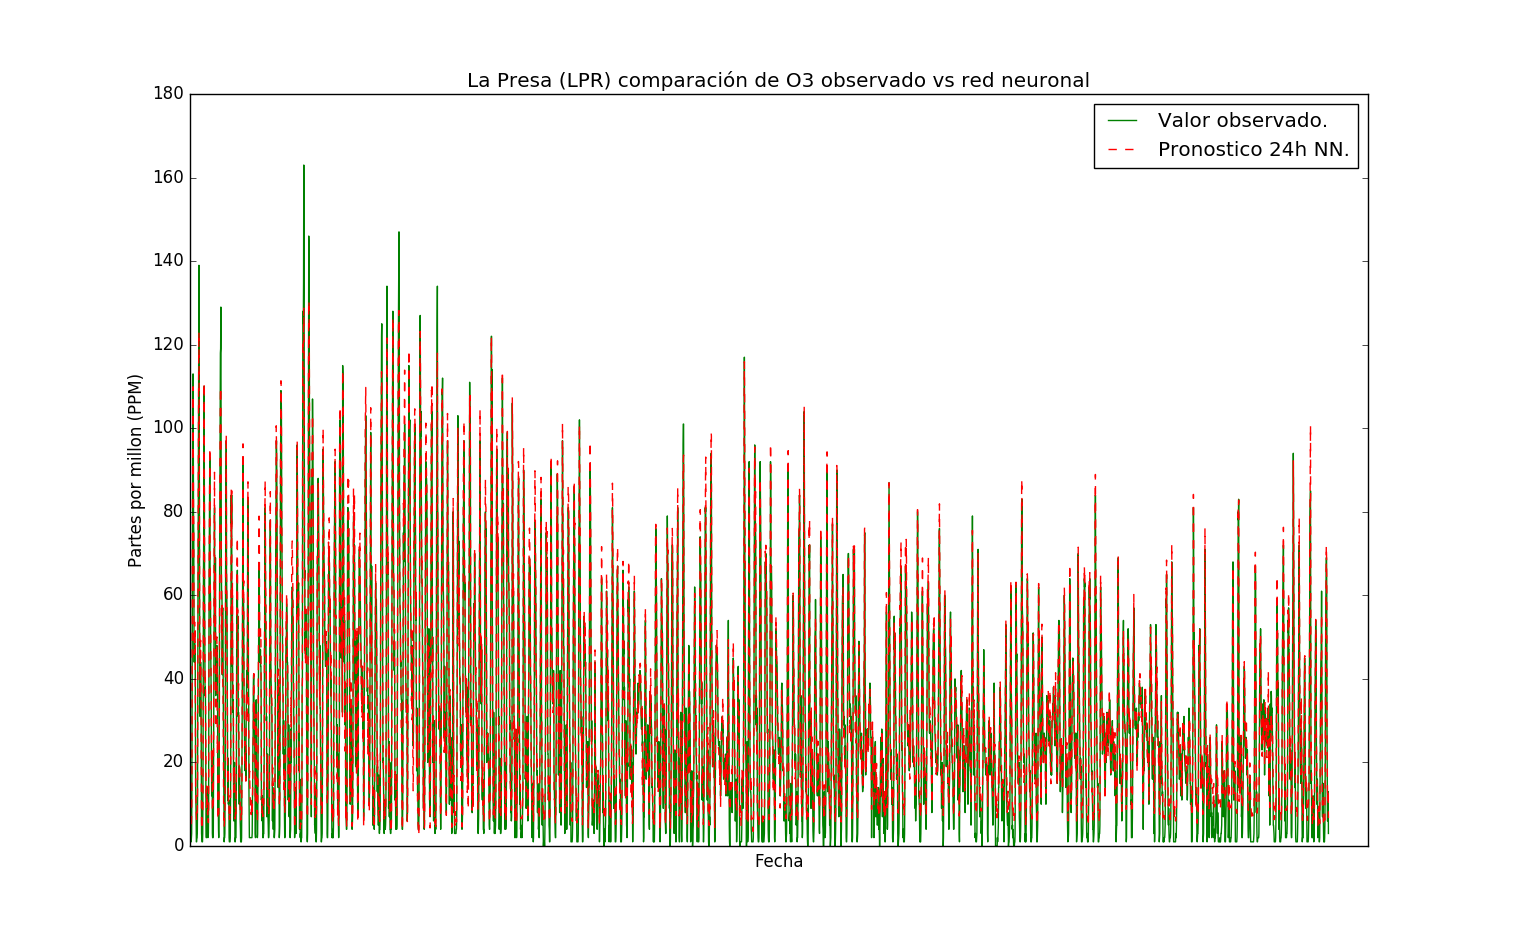 La Presa (LPR) comparación de O3 observado vs red neuronal
180
160
140
120
100
80
60
40
20
0
Partes por millon (PPM)
Valor observado.
Pronostico 24h NN.
Fecha